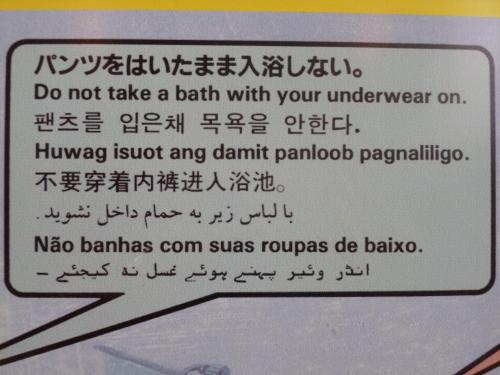 パンツをはいたまま入浴しない。
Do not take a bath with your underwear on.
팬츠를 입은채 목욕을 안한다.
Huwag isuot ang damit panloob pagnaliligo.
不要穿着内裤进人浴池。
با لباس زیر به حمام داخل نشوید.
Não banhas com suas roupas de baixo.
انڈر وئیر پہنے ہوئے غسل نہ کیجئے -